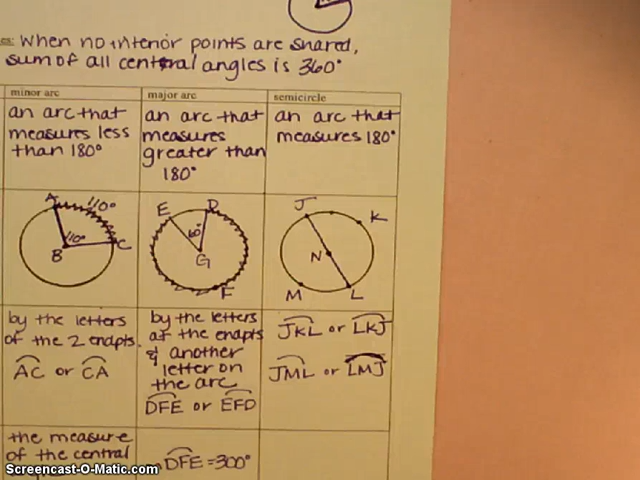 es: When no interior points are shared,
sum of all central angles is 360°
minor arc
major arc
semicircle
an arc that
measures less
than 180°
an arc that
measures
greater than
180°
an arc that
measures 180°
A
110°
110°
B
C
E
D
60°
G
F
J
K
N
M
L
by the letters
of the 2 endpts.
AC or CA
by the letters
of the endpts
& another
letter on
the arc
DFE or EFD
JKL or LKJ
JML or LMJ
the measure
of the central
DFE = 300°
Screencast-O-Matic.com